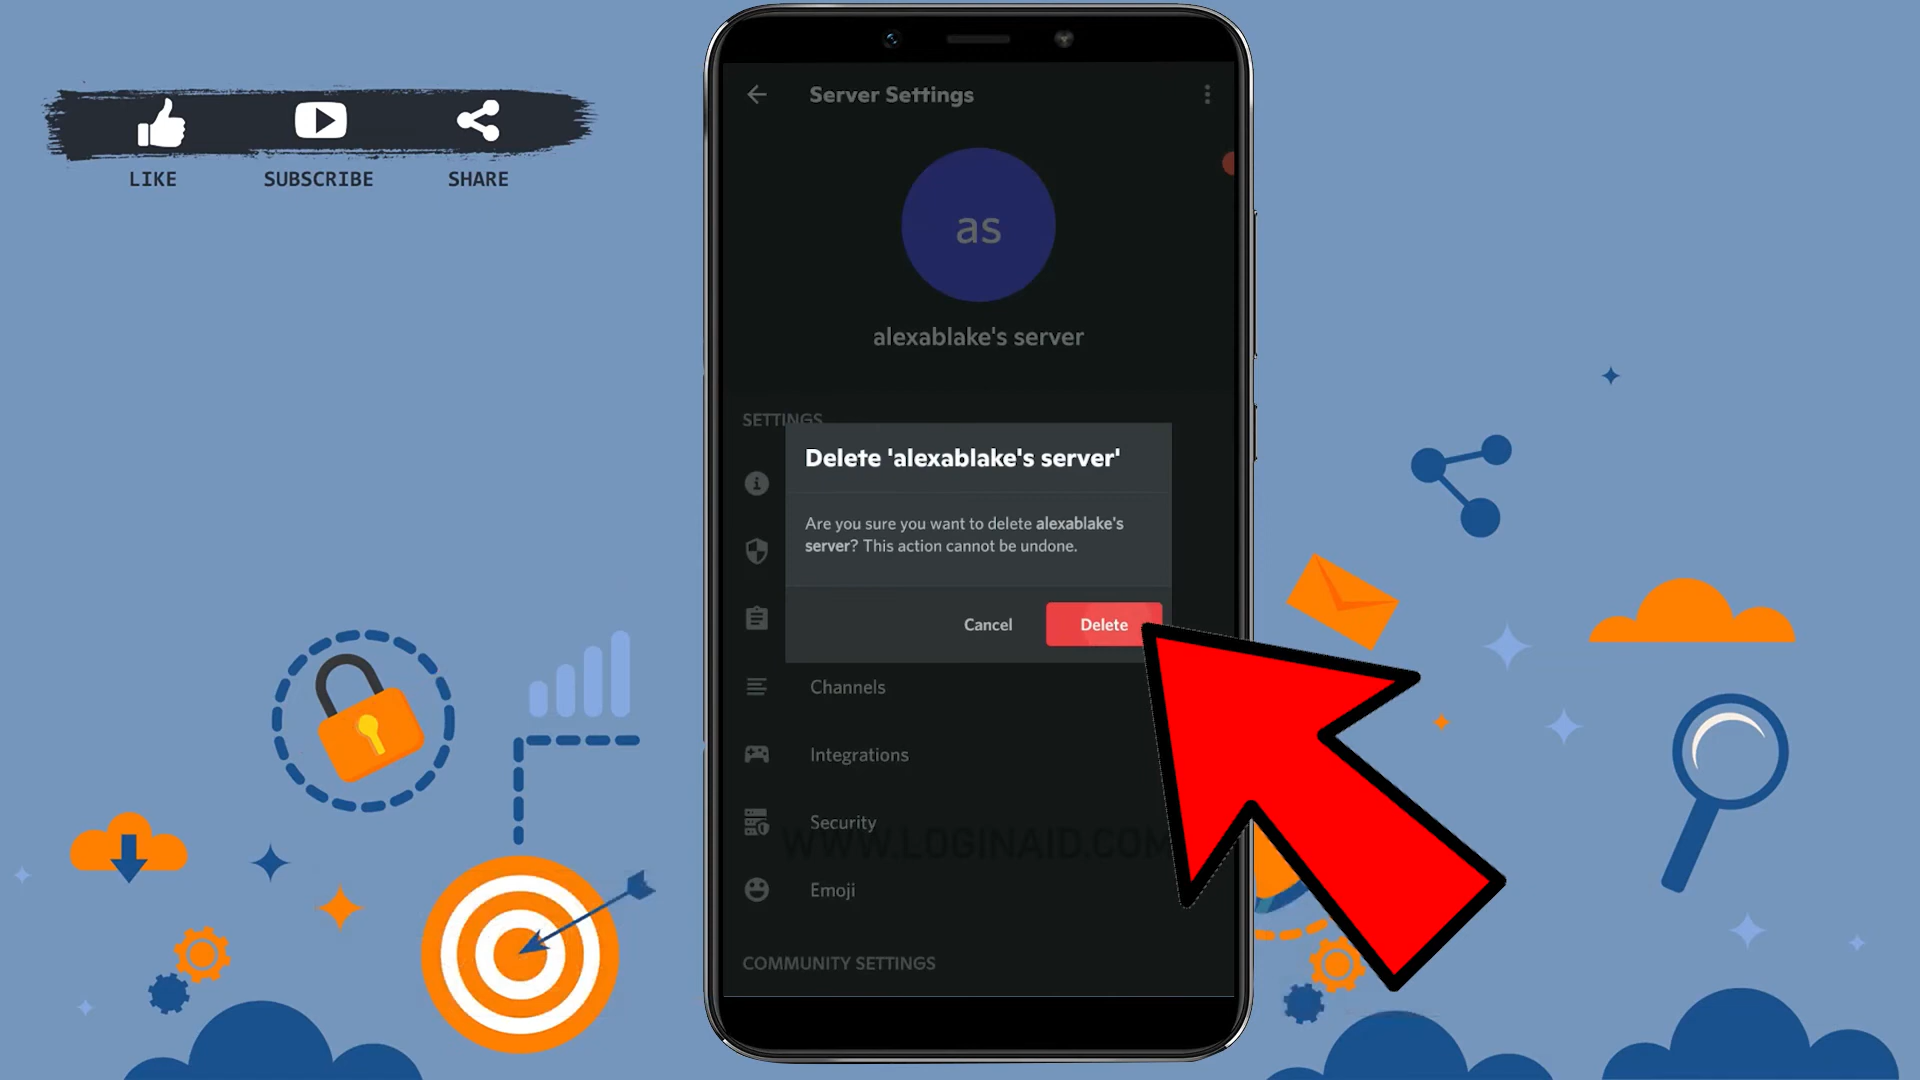 LIKE
SUBSCRIBE
SHARE
Server Settings
as
alexablake's server
SETTINGS
Delete 'alexablake's server'
Are you sure you want to delete alexablake's
server? This action cannot be undone.
Cancel
Delete
Channels
Integrations
Security
WWW.LOGINAID.COM
Emoji
COMMUNITY SETTINGS